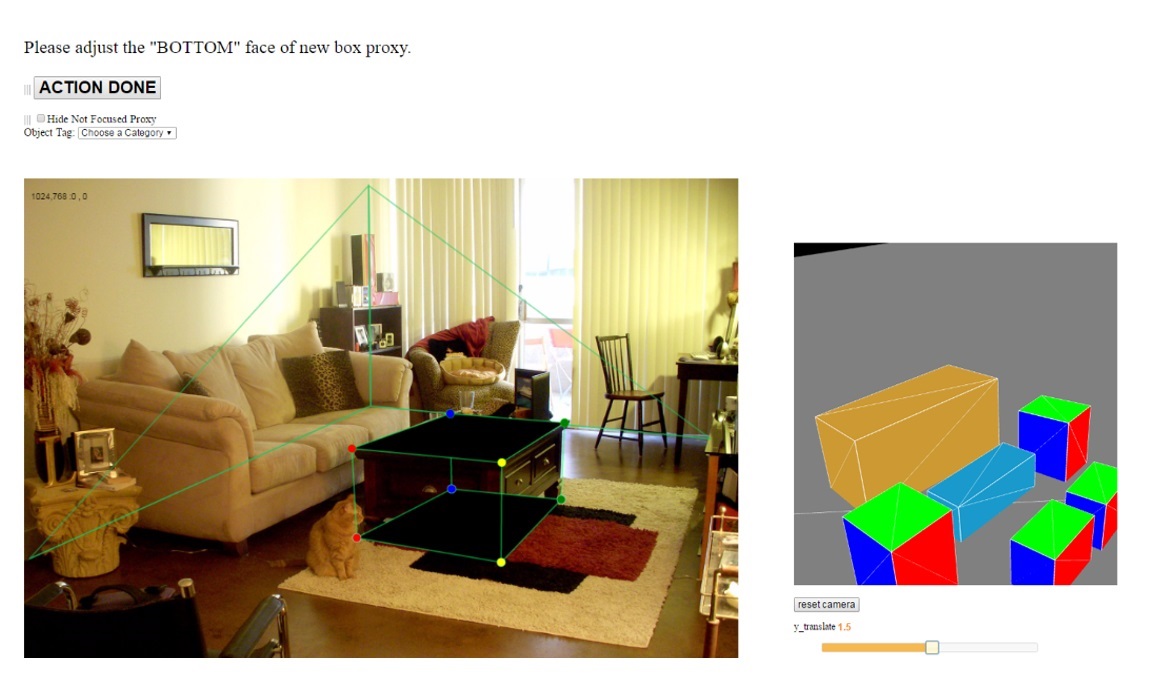 Please adjust the "BOTTOM" face of new box proxy.
ACTION DONE
Hide Not Focused Proxy
Object Tag: Choose a Category
1024,768 :0 , 0
reset camera
y_translate 1.5